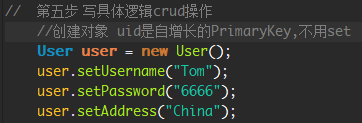 // 第五步 写具体逻辑crud操作
//创建对象 uid是自增长的PrimaryKey,不用set
User user = new User();
user.setUsername("Tom");
user.setPassword("6666");
user.setAddress("China");